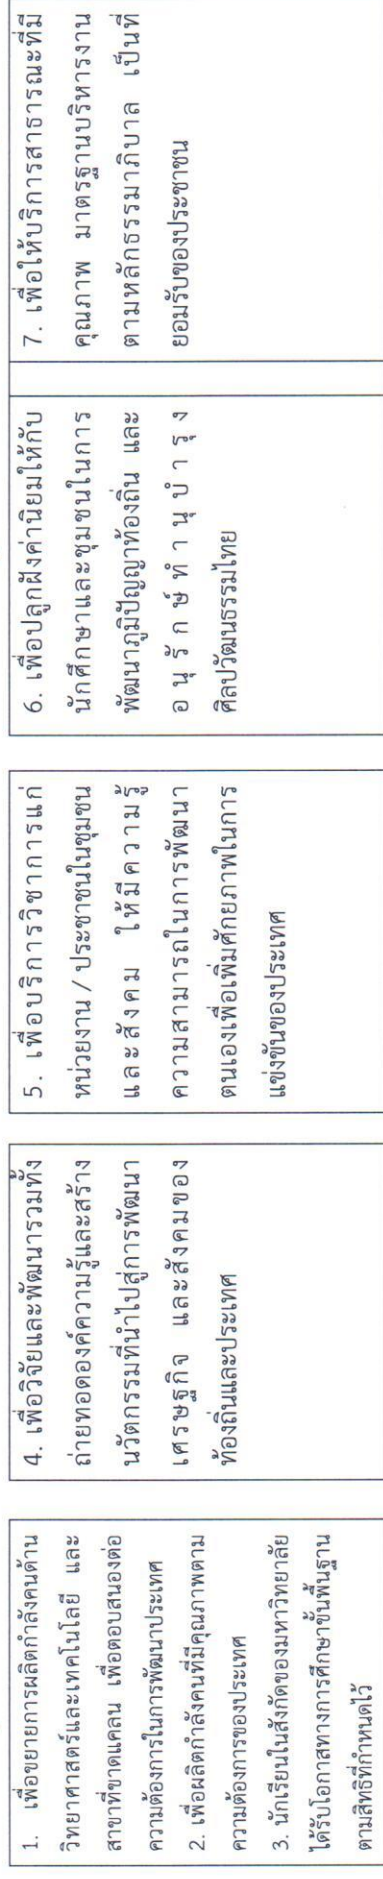 1. เพื่อขยายการผลิตกำลังคนด้าน
วิทยาศาสตร์และเทคโนโลยี และ
สาขาที่ขาดแคลน เพื่อตอบสนองต่อ
ความต้องการในการพัฒนาประเทศ
2. เพื่อผลิตกำลังคนที่มีคุณภาพตาม
ความต้องการของประเทศ
3. นักเรียนในสังกัดของมหาวิทยาลัย
ได้รับโอกาสทางการศึกษาขั้นพื้นฐาน
ตามสิทธิที่กำหนดไว้
4. เพื่อวิจัยและพัฒนารวมทั้ง
ถ่ายทอดองค์ความรู้และสร้าง
นวัตกรรมที่นำไปสู่การพัฒนา
เศรษฐกิจ และสังคมของ
ท้องถิ่นและประเทศ
5. เพื่อบริการวิชาการแก่
หน่วยงาน / ประชาชนในชุมชน
และสังคม ให้มีความรู้
ความสามารถในการพัฒนา
ตนเองเพื่อเพิ่มศักยภาพในการ
แข่งขันของประเทศ
6. เพื่อปลูกฝังค่านิยมให้กับ
นักศึกษาและชุมชนในการ
พัฒนาภูมิปัญญาท้องถิ่น และ
อนุรักษ์ทำนุบำรุง
ศิลปวัฒนธรรมไทย
7. เพื่อให้บริการสาธารณะที่มี
คุณภาพ มาตรฐานบริหารงาน
ตามหลักธรรมาภิบาล เป็นที่
ยอมรับของประชาชน